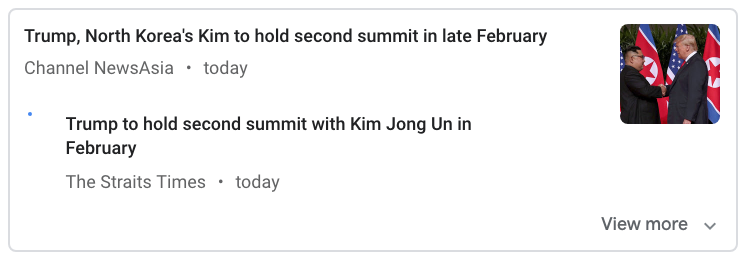 Trump, North Korea's Kim to hold second summit in late February
Channel NewsAsia • today
Trump to hold second summit with Kim Jong Un in
February
The Straits Times • today
View more